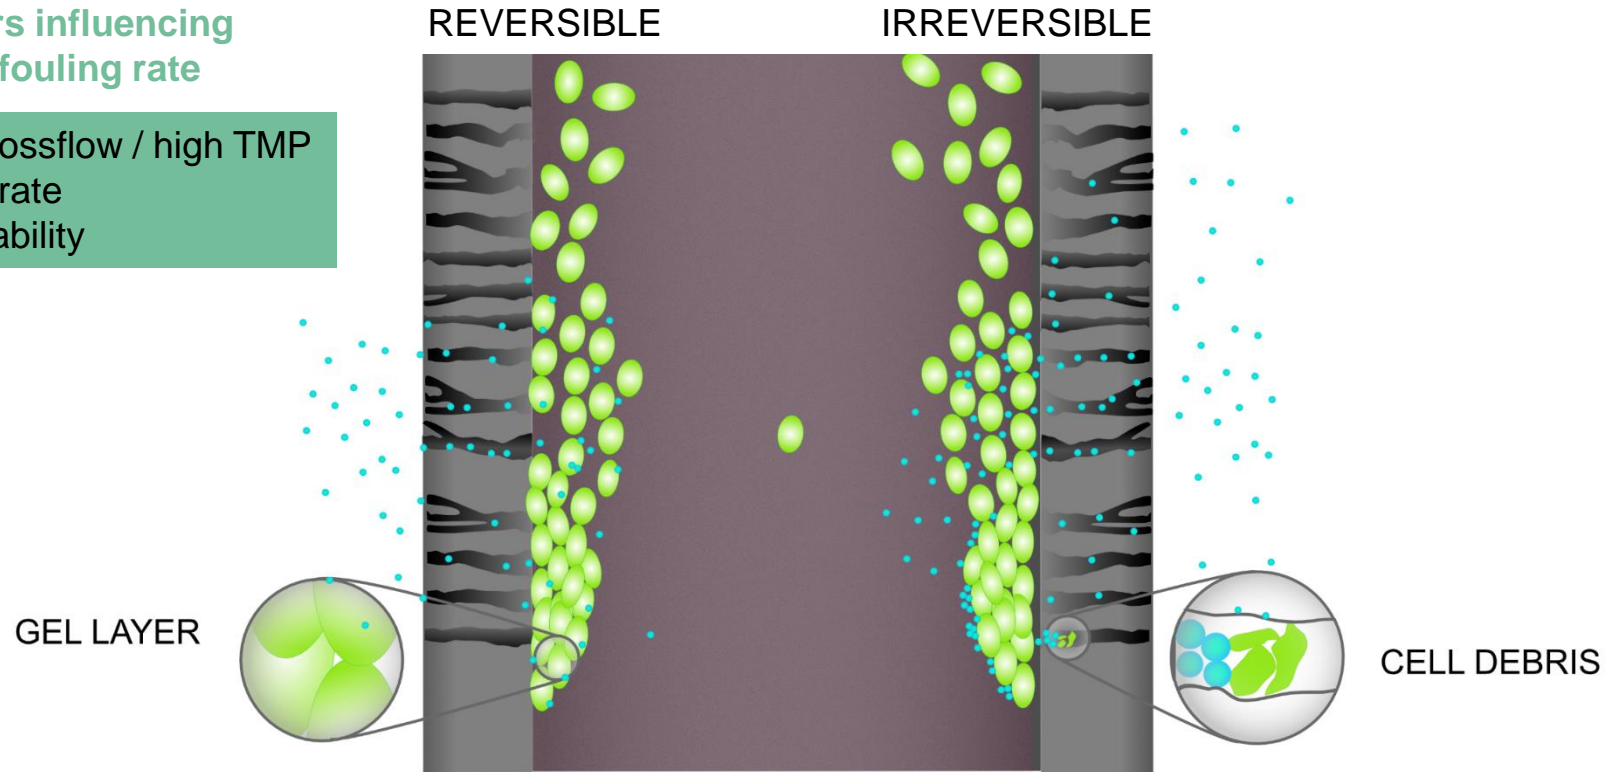 rs influencing
fouling rate
ossflow / high TMP
rate
ability
REVERSIBLE
IRREVERSIBLE
GEL LAYER
CELL DEBRIS